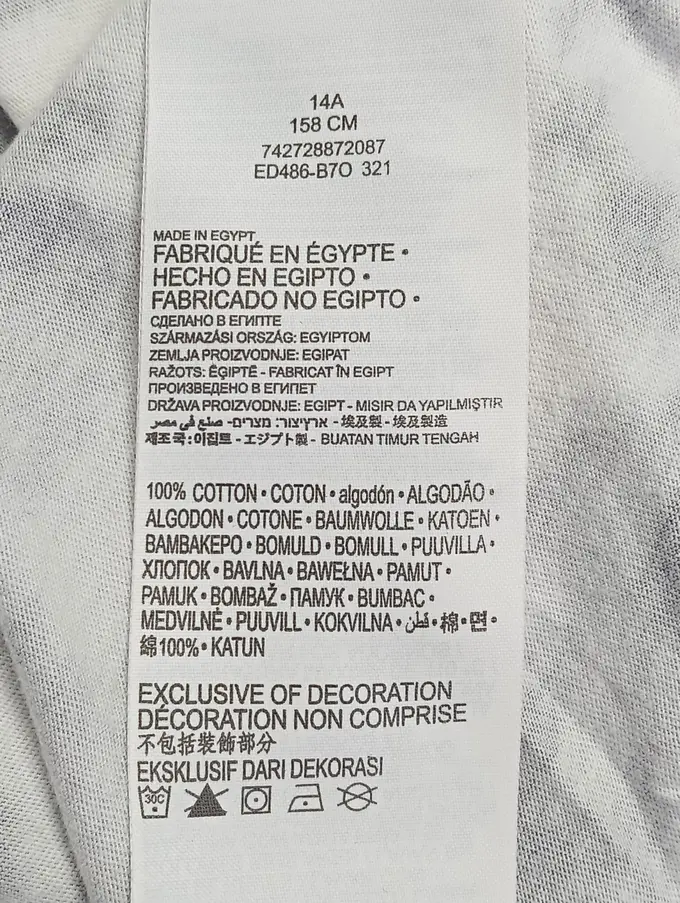 14A
158 CM
742728872087
ED486-B7O 321
MADE IN EGYPT
FABRIQUÉ EN ÉGYPTE •
HECHO EN EGIPTO •
FABRICADO NO EGIPTO •
СДЕЛАНО В ЕГИПТЕ
SZÁRMAZÁSI ORSZÁG: EGYIPTOM
ZEMLJA PROIZVODNJE: EGIPAT
RAŽOTS: ĒĢIPTĒ - FABRICAT ÎN EGIPT
ПРОИЗВЕДЕНО В ЕГИПЕТ
DRŽAVA PROIZVODNJE: EGIPT - MISIR DA YAPILMIŞTIR
صنع في مصر - ארץ יצור: מצרים - 埃及製 - 埃及製造
제조국:이집트 - エジプト製 - BUATAN TIMUR TENGAH
100% COTTON • COTON • algodón • ALGODÃO •
ALGODON • COTONE • BAUMWOLLE • KATOEN •
ΒΑΜΒΑΚΕΡΟ • BOMULD • BOMULL • PUUVILLA •
ХЛОПОК • BAVLNA • BAWEŁNA • PAMUT •
PAMUK • BOMBAŽ • ПАМУК • BUMBAC •
MEDVILNĖ • PUUVILL • KOKVILNA • قطن • 棉 • 면 •
綿100% • KATUN
EXCLUSIVE OF DECORATION
DÉCORATION NON COMPRISE
不包括装飾部分
EKSKLUSIF DARI DEKORASI
30C